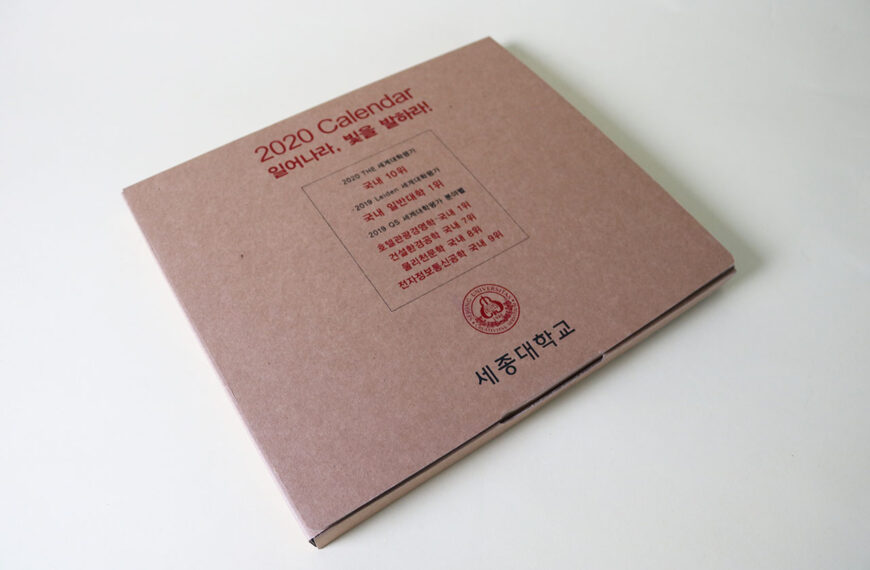 2020 Calendar
일어나라, 빛을 발하라!
2020 THE 세계대학평가
국내 10위
2019 Leiden 세계대학평가
국내 일반대학 1위
2019 QS 세계대학평가 분야별
호텔관광경영학 국내 1위
건설환경공학 국내 7위
물리천문학 국내 8위
전자정보통신공학 국내 9위
세종대학교